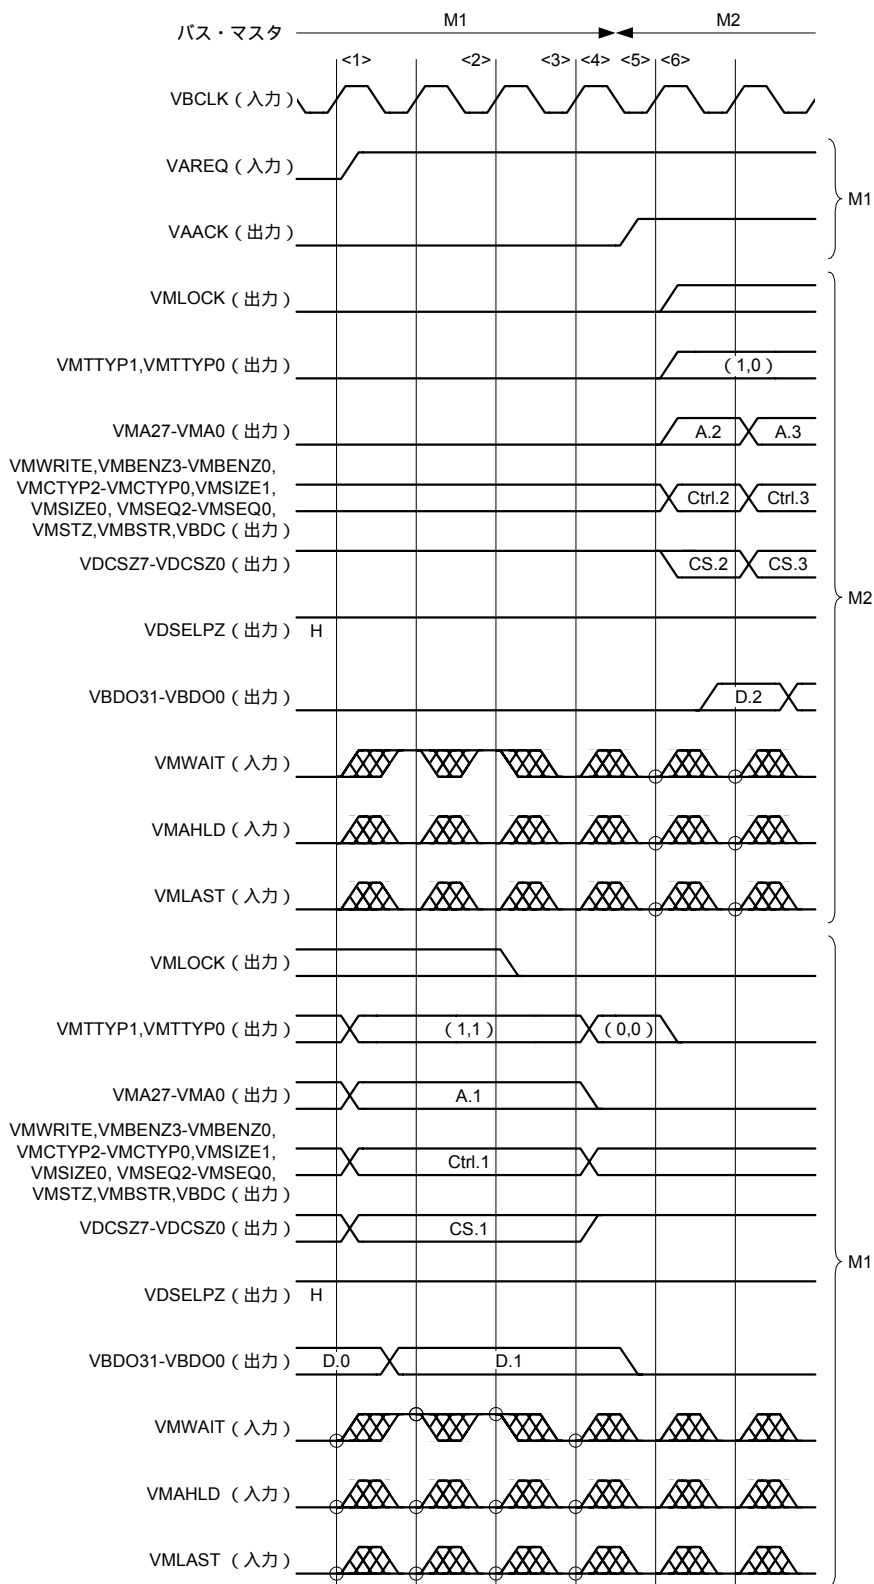 M1 M2
バス・マスタ
<1> <2> <3> <4> <5> <6>
VBCLK（入力）
VAREQ（入力）
M1
VAACK（出力）
VMLOCK（出力）
VMTTYP1,VMTTYP0（出力） （1,0）
VMA27-VMA0（出力） A.2 A.3
VMWRITE,VMBENZ3-VMBENZ0,
VMCTYP2-VMCTYP0,VMSIZE1,
VMSIZE0, VMSEQ2-VMSEQ0, Ctrl.2 Ctrl.3
VMSTZ,VMBSTR,VBDC（出力）
VDCSZ7-VDCSZ0（出力） CS.2 CS.3
M2
VDSELPZ（出力） H
VBDO31-VBDO0（出力） D.2
VMWAIT（入力）
VMAHLD（入力）
VMLAST（入力）
VMLOCK（出力）
VMTTYP1,VMTTYP0（出力） （1,1） （0,0）
VMA27-VMA0（出力） A.1
VMWRITE,VMBENZ3-VMBENZ0,
VMCTYP2-VMCTYP0,VMSIZE1,
VMSIZE0, VMSEQ2-VMSEQ0, Ctrl.1
VMSTZ,VMBSTR,VBDC（出力）
VDCSZ7-VDCSZ0（出力） CS.1
M1
VDSELPZ（出力） H
VBDO31-VBDO0（出力） D.0 D.1
VMWAIT（入力）
VMAHLD （入力）
VMLAST （入力）